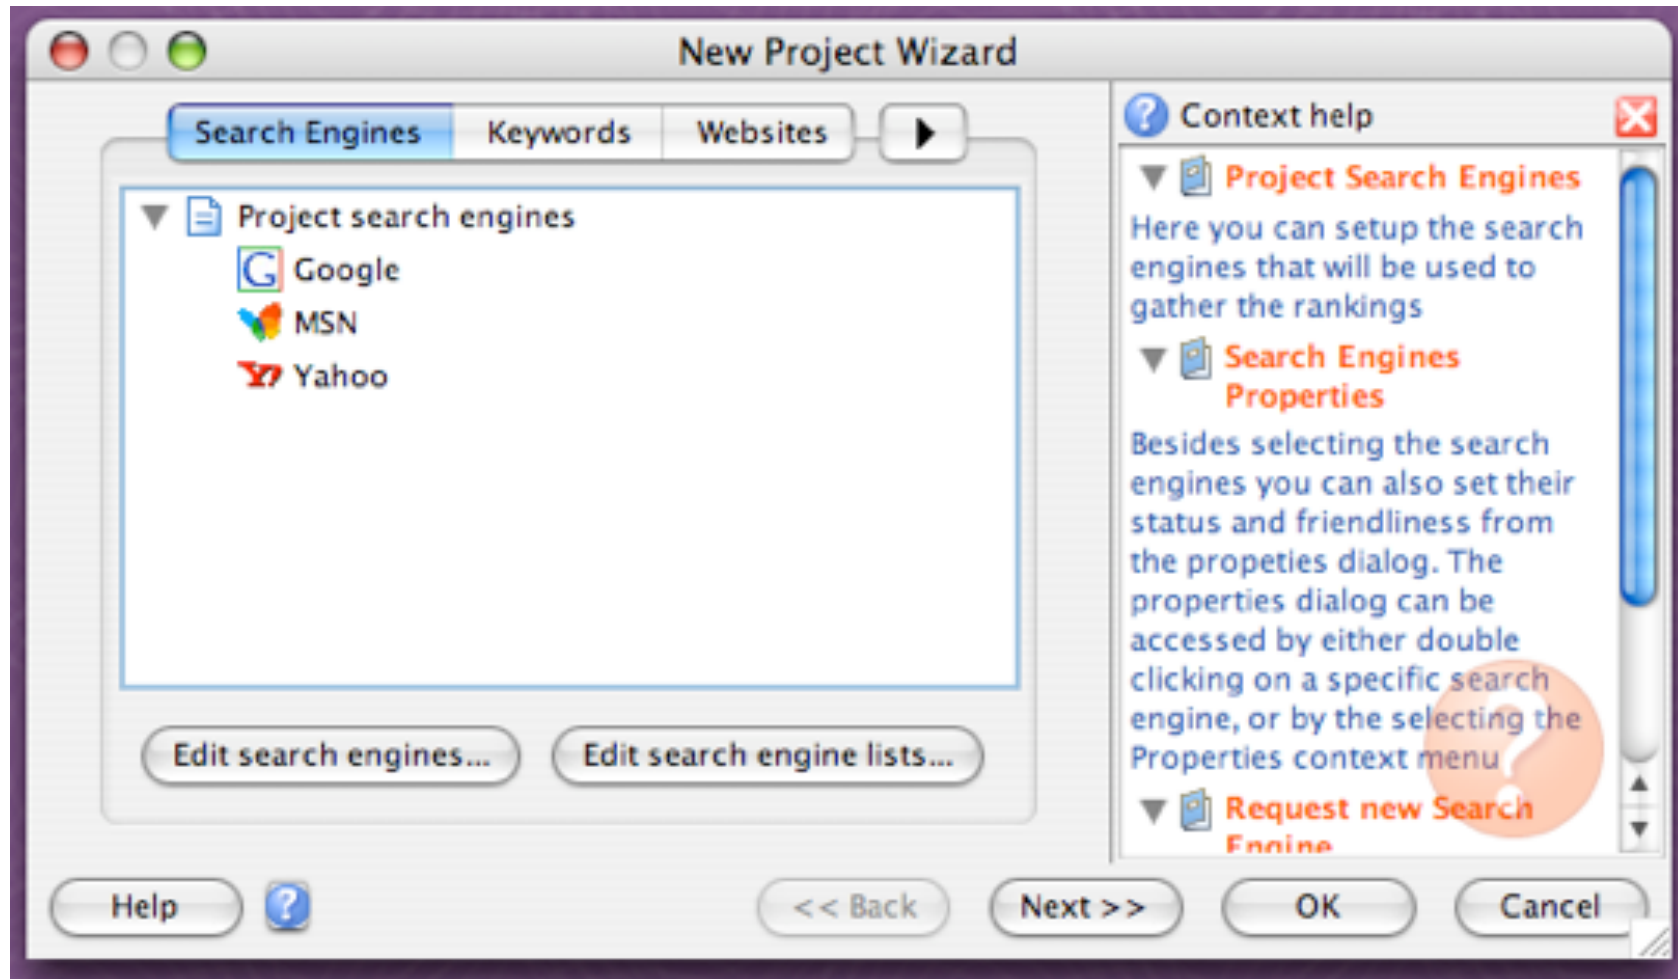 New Project Wizard
Search Engines
Keywords
Websites
Project search engines
Google
MSN
Yahoo
Edit search engines...
Edit search engine lists...
Context help
Project Search Engines
Here you can setup the search
engines that will be used to
gather the rankings
Search Engines
Properties
Besides selecting the search
engines you can also set their
status and friendliness from
the propeties dialog. The
properties dialog can be
accessed by either double
clicking on a specific search
engine, or by the selecting the
Properties context menu
Request new Search
Engine
Help
<< Back
Next >>
OK
Cancel